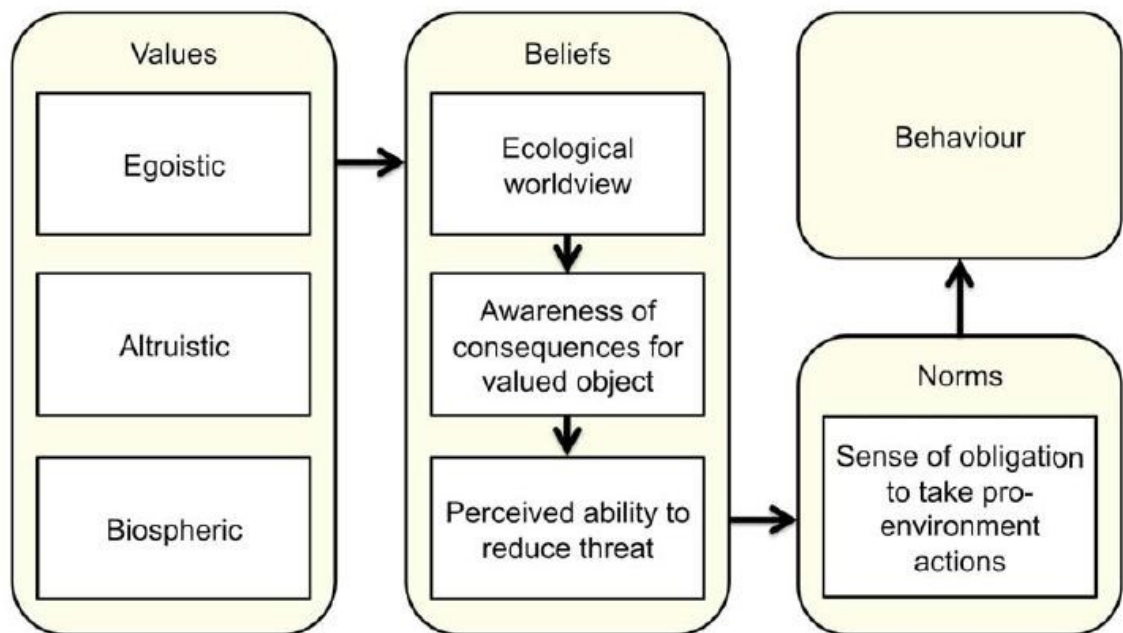 Values
Egoistic
Altruistic
Biospheric
Beliefs
Ecological
worldview
Awareness of
consequences for
valued object
Perceived ability to
reduce threat
Behaviour
Norms
Sense of obligation
to take pro-
environment
actions